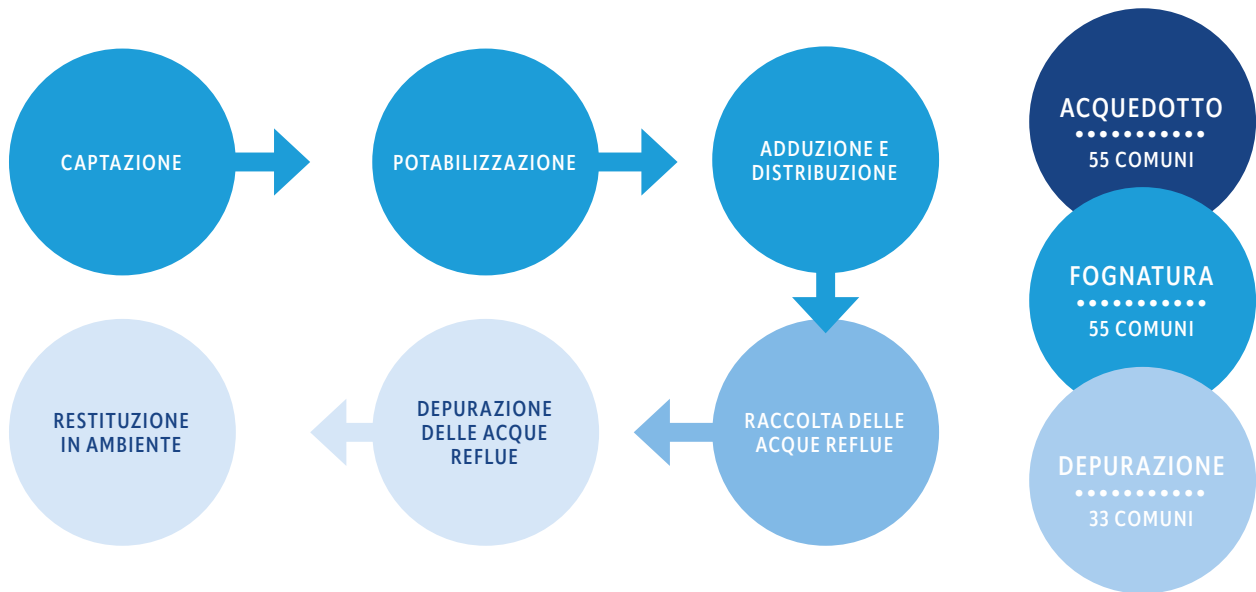 CAPTAZIONE
POTABILIZZAZIONE
ADDUZIONE E
DISTRIBUZIONE
RACCOLTA DELLE
ACQUE REFLUE
DEPURAZIONE
DELLE ACQUE
REFLUE
RESTITUZIONE
IN AMBIENTE
ACQUEDOTTO
55 COMUNI
FOGNATURA
55 COMUNI
DEPURAZIONE
33 COMUNI